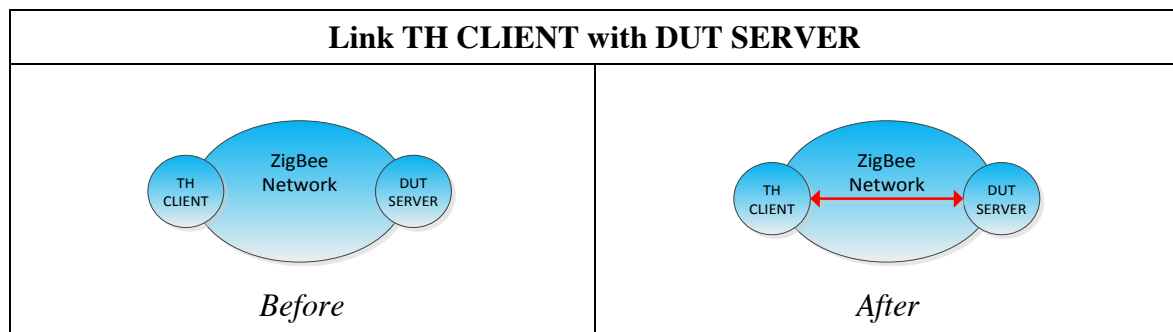 Link TH CLIENT with DUT SERVER
ZigBee
Network
TH
CLIENT
DUT
SERVER
Before
ZigBee
Network
TH
CLIENT
DUT
SERVER
After